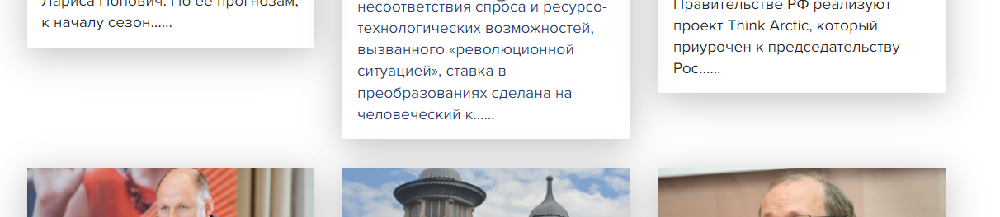 Лариса Попович. По ее прогнозам,
к началу сезон......
несоответствия спроса и ресурсо-
технологических возможностей,
вызванного «революционной
ситуацией», ставка в
преобразованиях сделана на
человеческий к......
Правительстве РФ реализуют
проект Think Arctic, который
приурочен к председательству
Рос......